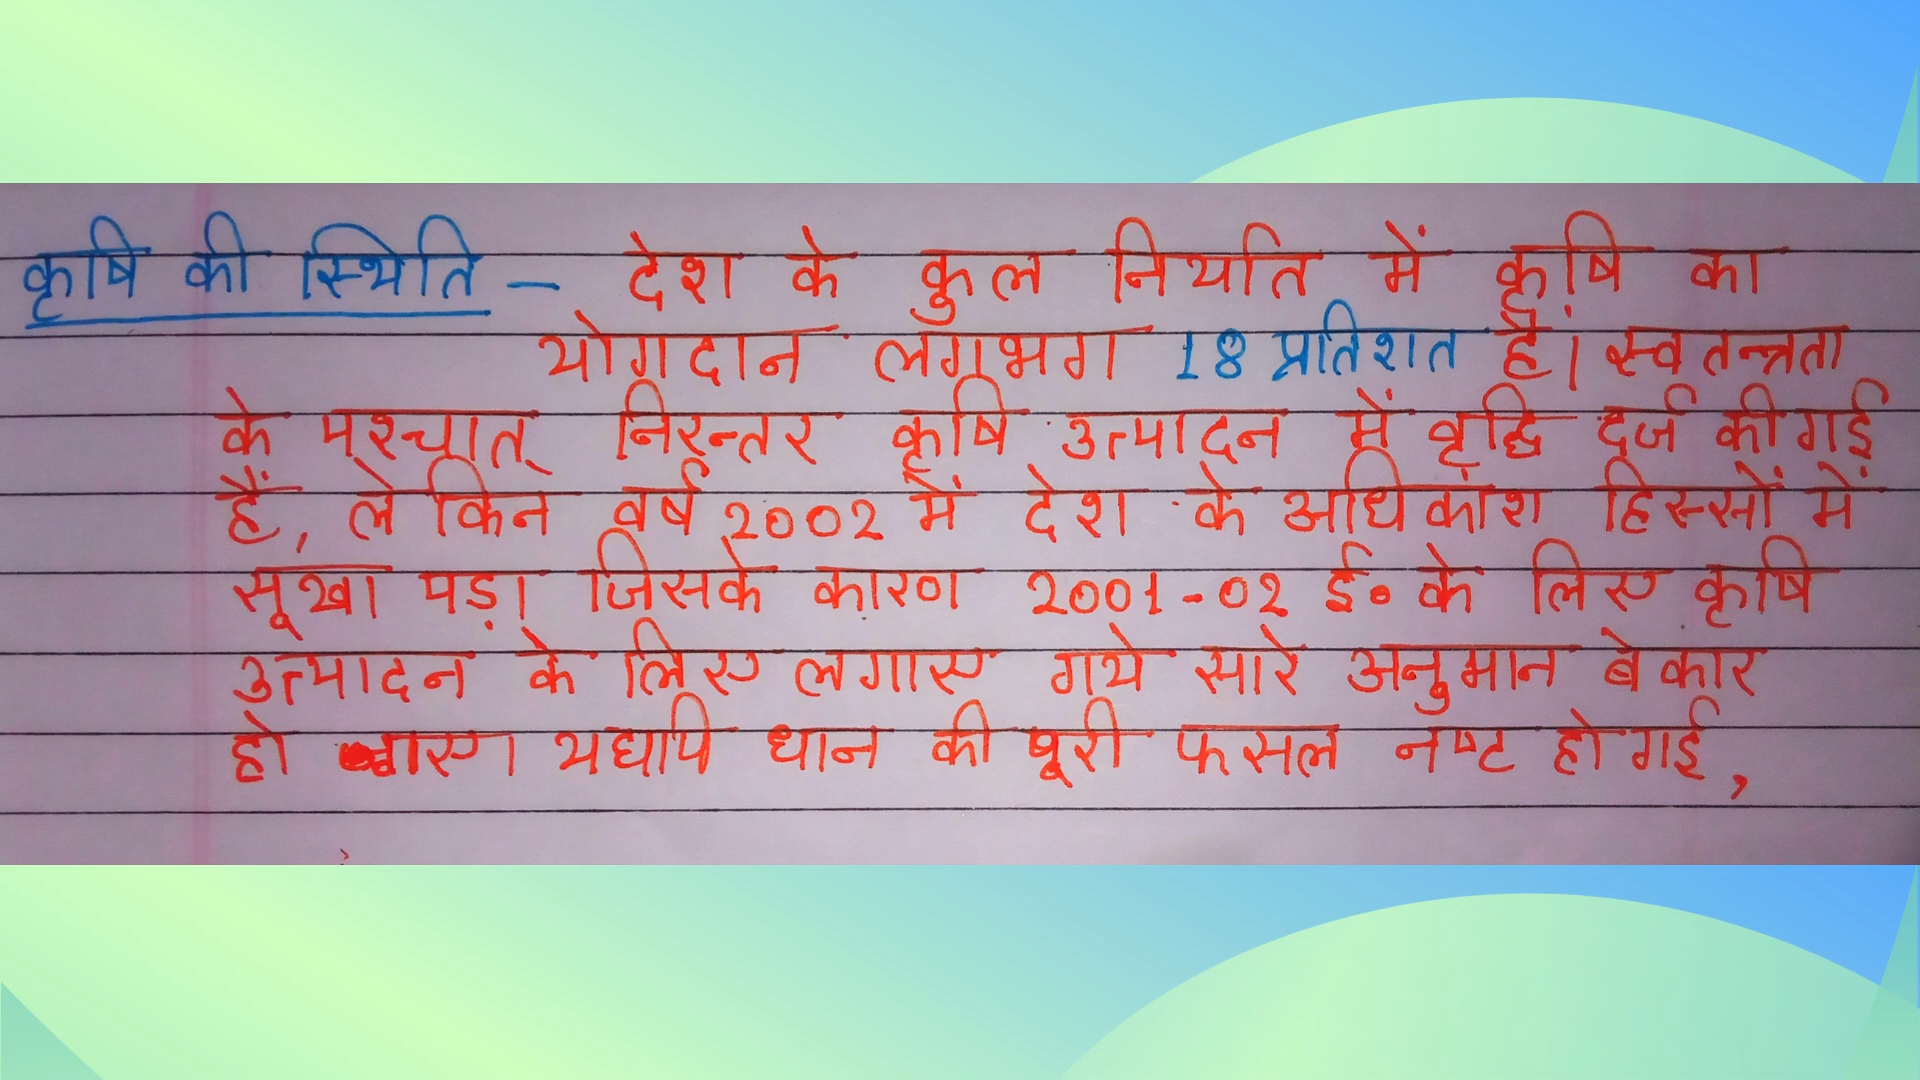 कृषि की स्थिति – देश के कुल निर्यात में कृषि का
योगदान लगभग 18 प्रतिशत है। स्वतन्त्रता
के पश्चात् निरन्तर कृषि उत्पादन में वृद्धि दर्ज की गई
हैं, लेकिन वर्ष 2002 में देश के अधिकांश हिस्सों में
सूखा पड़ा जिसके कारण 2001-02 ई० के लिए कृषि
उत्पादन के लिए लगाए गये सारे अनुमान बेकार
हो यद्यपि धान की पूरी फसल नष्ट हो गई,